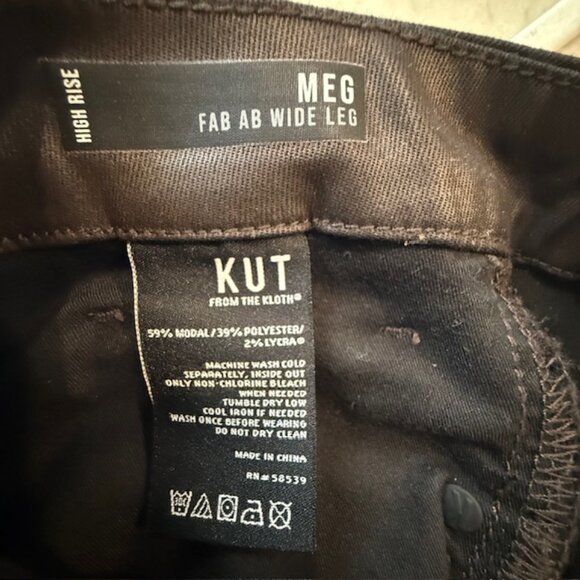 HIGH RISE
MEG
FAB AB WIDE LEG
KUT
FROM THE KLOTH®
59% MODAL/39% POLYESTER/
2% LYCRA®
MACHINE WASH COLD
SEPARATELY, INSIDE OUT
ONLY NON-CHLORINE BLEACH
WHEN NEEDED
TUMBLE DRY LOW
COOL IRON IF NEEDED
WASH ONCE BEFORE WEARING
DO NOT DRY CLEAN
MADE IN CHINA
RN# 58539